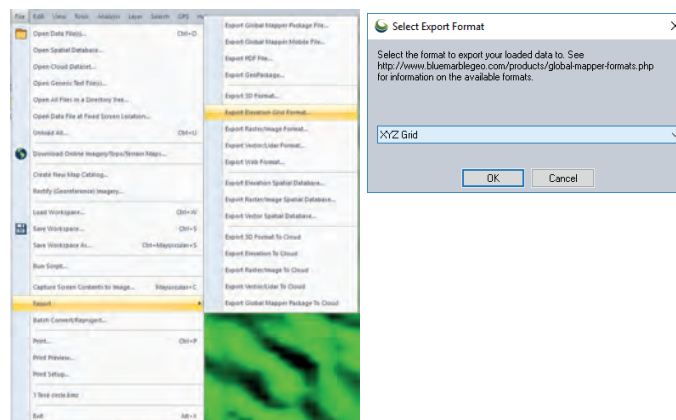 File Edit View Tools Analysis Layer Search GPS
Open Data File(s)... Ctrl+O
Open Spatial Database...
Open Cloud Dataset...
Open Generic Text File(s)...
Open All Files in a Directory Tree...
Open Data File at Fixed Screen Location...
Unload All... Ctrl+U
Download Online Imagery/Topo/Terrain Maps...
Create New Map Catalog...
Rectify (Georeference) Imagery...
Load Workspace... Ctrl+W
Save Workspace... Ctrl+S
Save Workspace As... Ctrl+Mayúsculas+S
Run Script...
Capture Screen Contents to Image... Mayúsculas+C
Export
Batch Convert/Reproject...
Print... Ctrl+P
Print Preview...
Print Setup...
Exit Alt+X
Export Global Mapper Package File...
Export Global Mapper Mobile File...
Export PDF File...
Export GeoPackage...
Export 3D Format...
Export Elevation Grid Format...
Export Raster/Image Format...
Export Vector/Lidar Format...
Export Web Format...
Export Elevation Spatial Database...
Export Raster/Image Spatial Database...
Export Vector Spatial Database...
Export 3D Format To Cloud
Export Elevation To Cloud
Export Raster/Image To Cloud
Export Vector/Lidar To Cloud
Export Global Mapper Package To Cloud
Select Export Format
Select the format to export your loaded data to. See
http://www.bluemarblegeo.com/products/global-mapper-formats.php
for information on the available formats.
XYZ Grid
OK Cancel